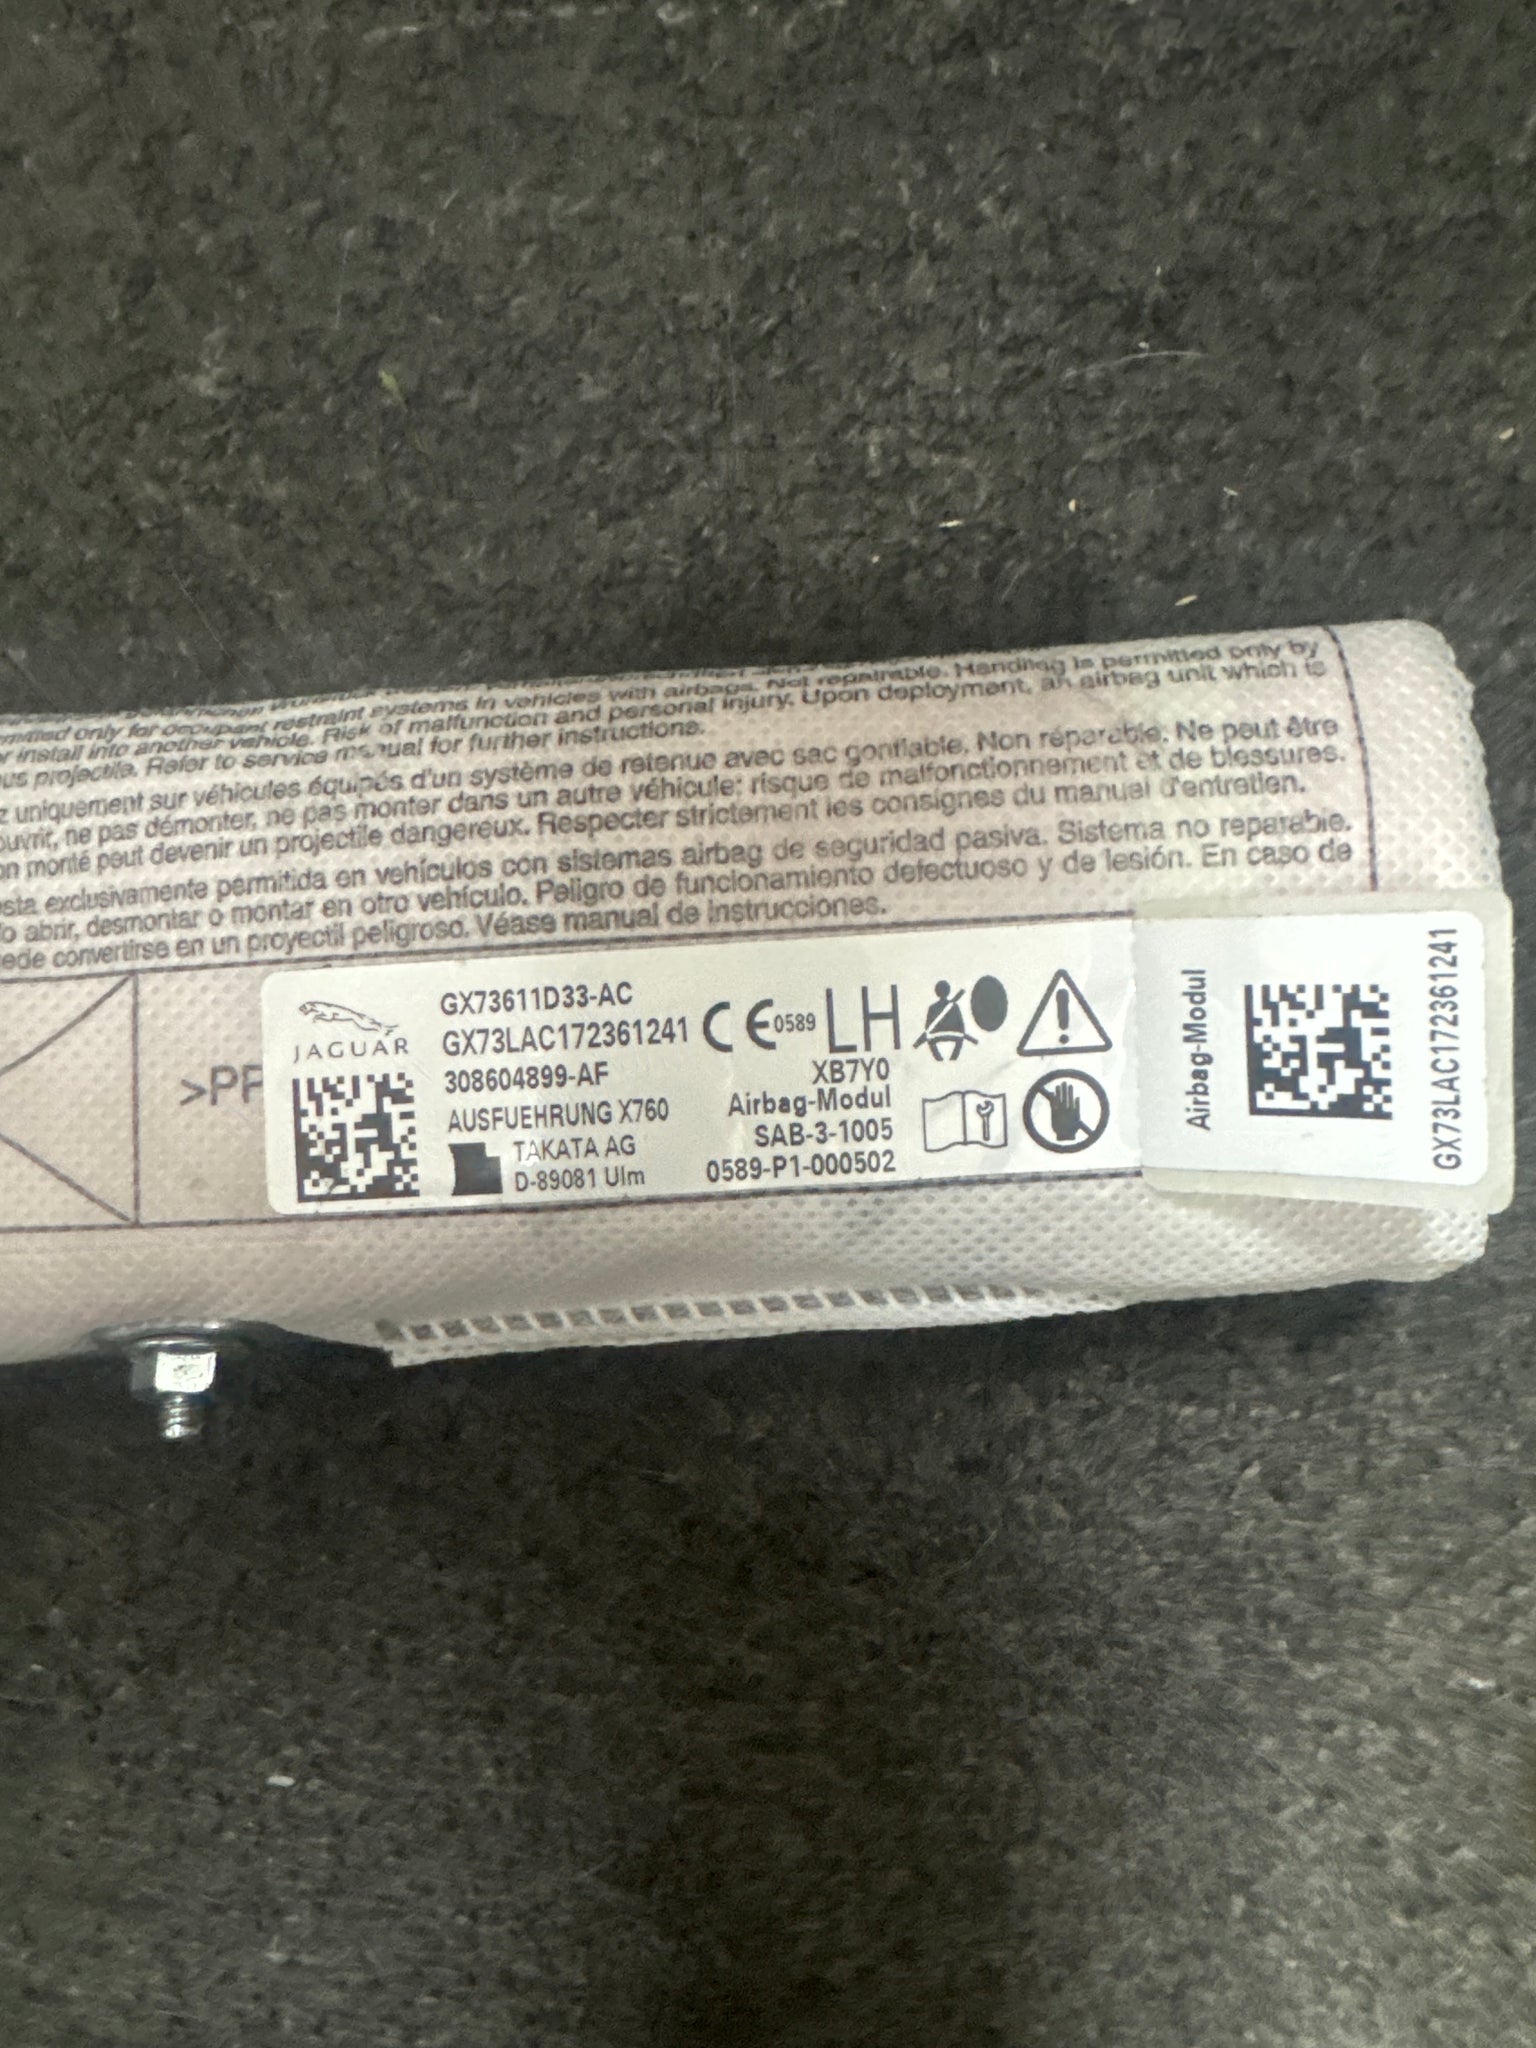 only for occupant restraint systems in vehicles with airbags. Not repairable. Handling is permitted only by
or install into another vehicle. Risk of malfunction and personal injury. Upon deployment, an airbag unit which is
projectile. Refer to service manual for further instructions.
uniquement sur véhicules équipés d'un système de retenue avec sac gonflable. Non réparable. Ne peut être
ouvrir, ne pas démonter, ne pas monter dans un autre véhicule: risque de malfonctionnement et de blessures.
monté peut devenir un projectile dangereux. Respecter strictement les consignes du manual d'entretien.
esta exclusivamente permitida en vehículos con sistemas airbag de seguridad pasiva. Sistema no reparable.
abrir, desmontar o montar en otro vehículo. Peligro de funcionamiento defectuoso y de lesión. En caso de
convertirse en un proyectil peligroso. Véase manual de instrucciones.
>PP
JAGUAR
GX73611D33-AC
GX73LAC172361241
308604899-AF
AUSFUEHRUNG X760
TAKATA AG
D-89081 Ulm
CE 0589 LH
XB7Y0
Airbag-Modul
SAB-3-1005
0589-P1-000502
Airbag-Modul
GX73LAC172361241